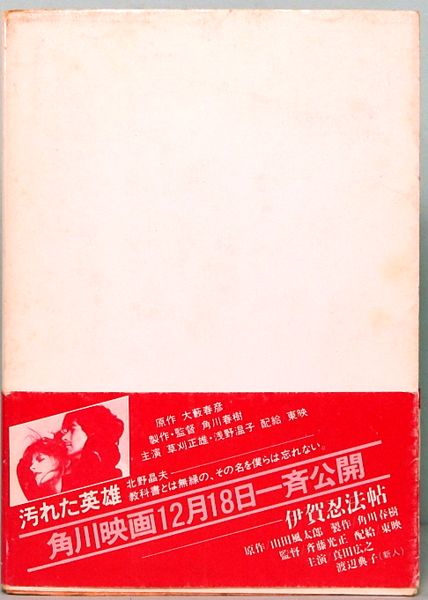 原作 大藪春彦
製作・監督 角川春樹
主演 草刈正雄・浅野温子 配給 東映
汚れた英雄
北野晶夫――
教科書とは無縁の、その名を僕らは忘れない。
角川映画12月18日一斉公開
伊賀忍法帖
原作/山田風太郎 製作 角川春樹
監督 斉藤光正 配給 東映
主演/真田広之
渡辺典子(新人)